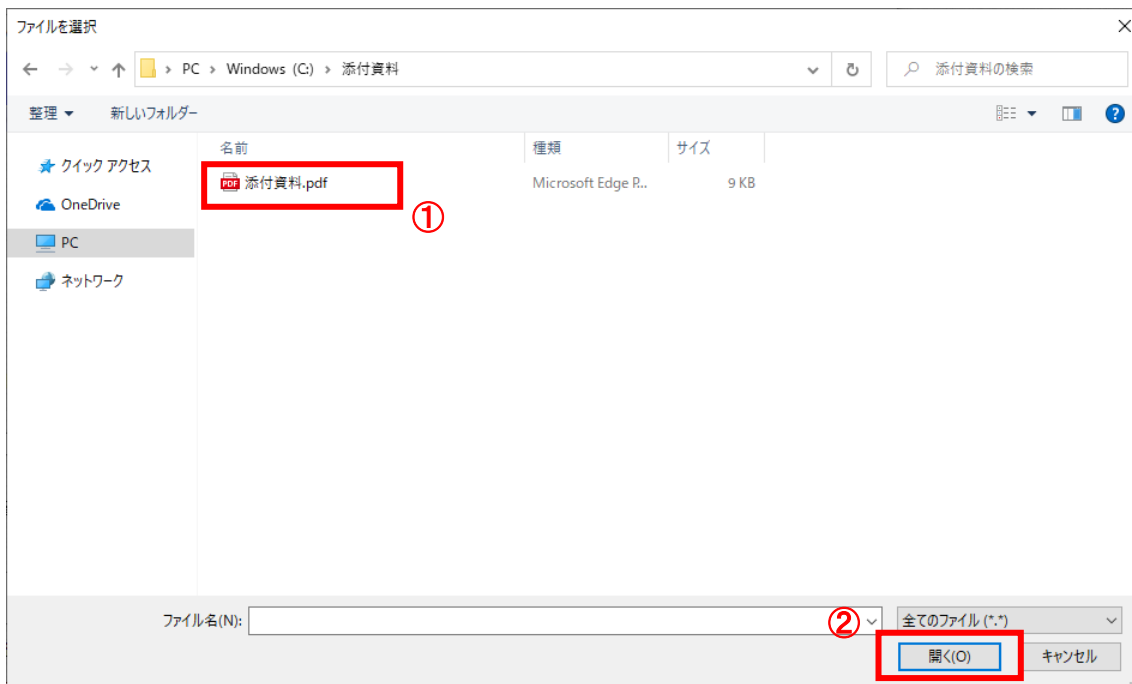 ファイルを選択
PC › Windows (C:) › 添付資料
添付資料の検索
整理
新しいフォルダー
名前 種類 サイズ
クイック アクセス
OneDrive
PC
ネットワーク
PDF 添付資料.pdf Microsoft Edge P... 9 KB
①
ファイル名(N):
②
全てのファイル (*.*)
開く(O)
キャンセル